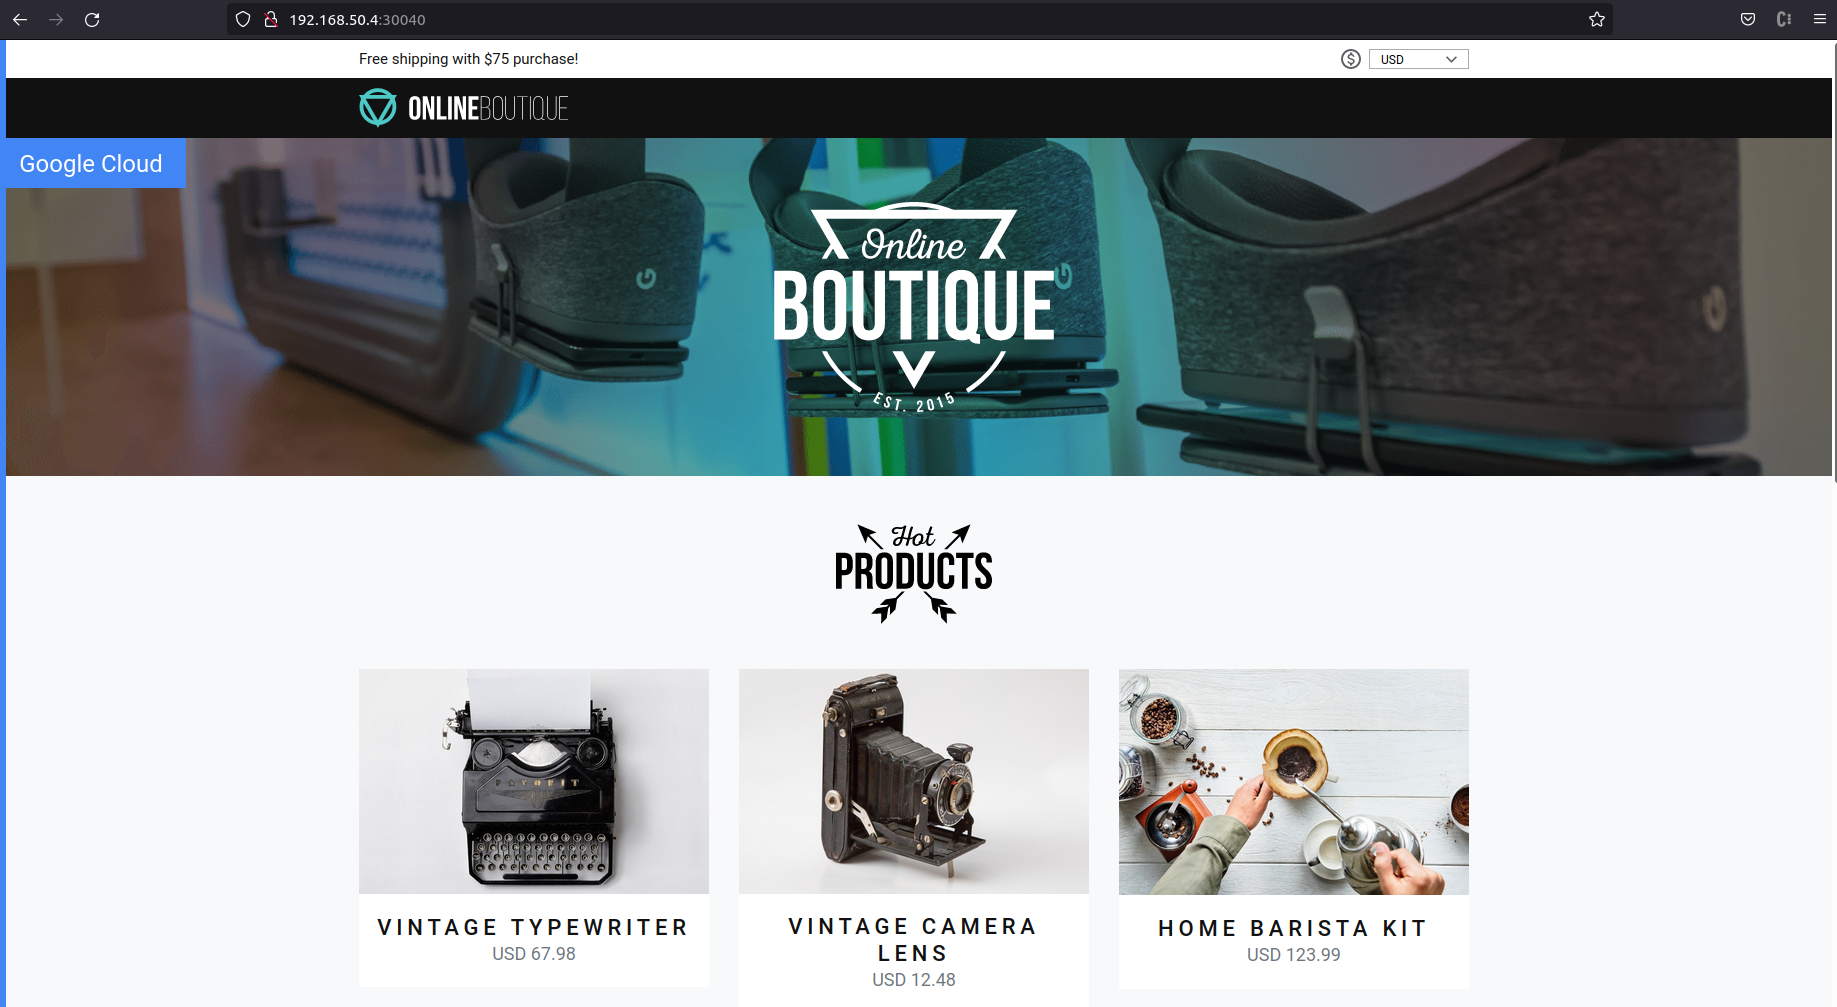 192.168.50.4:30040
Free shipping with $75 purchase!
USD
ONLINEBOUTIQUE
Google Cloud
Online
BOUTIQUE
EST. 2015
Hot
PRODUCTS
VINTAGE TYPEWRITER
USD 67.98
VINTAGE CAMERA
LENS
USD 12.48
HOME BARISTA KIT
USD 123.99